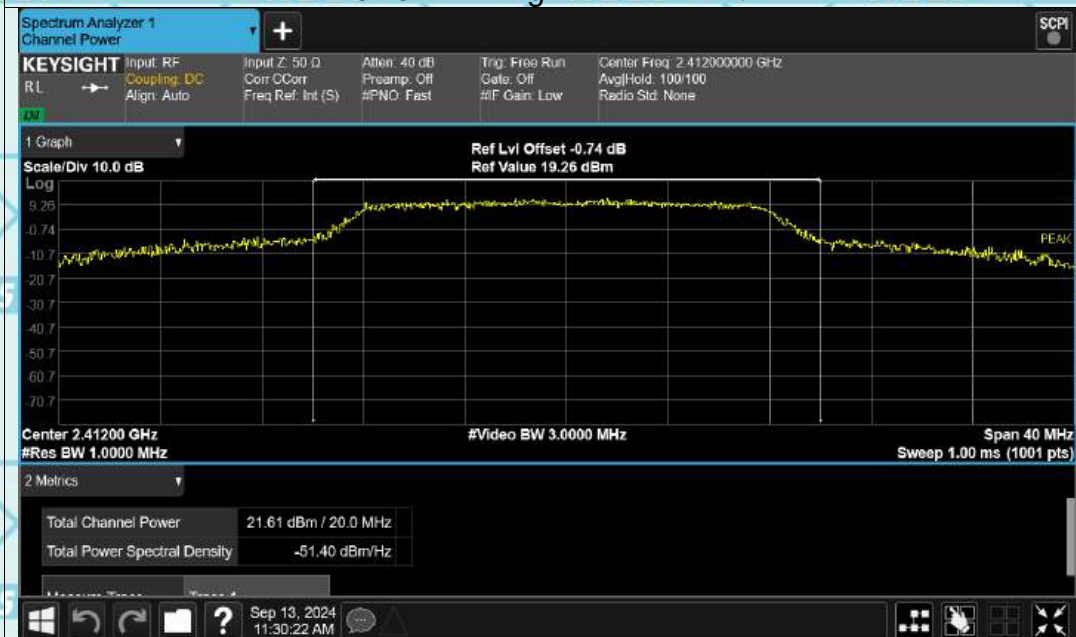 Spectrum Analyzer 1
Channel Power
+
SCPI
KEYSIGHT
RL
Input: RF
Coupling: DC
Align: Auto
Input Z: 50 Ω
Corr CCorr
Freq Ref: Int (S)
Atten: 40 dB
Preamp: Off
#PNO: Fast
Trig: Free Run
Gate: Off
#IF Gain: Low
Center Freq: 2.412000000 GHz
Avg|Hold: 100/100
Radio Std: None
1 Graph
Scale/Div 10.0 dB
Ref Lvl Offset -0.74 dB
Ref Value 19.26 dBm
Log
9.26
-0.74
-10.7
-20.7
-30.7
-40.7
-50.7
-60.7
-70.7
PEAK
Center 2.41200 GHz
#Video BW 3.0000 MHz
Span 40 MHz
#Res BW 1.0000 MHz
Sweep 1.00 ms (1001 pts)
2 Metrics
Total Channel Power 21.61 dBm / 20.0 MHz
Total Power Spectral Density -51.40 dBm/Hz
?
Sep 13, 2024
11:30:22 AM